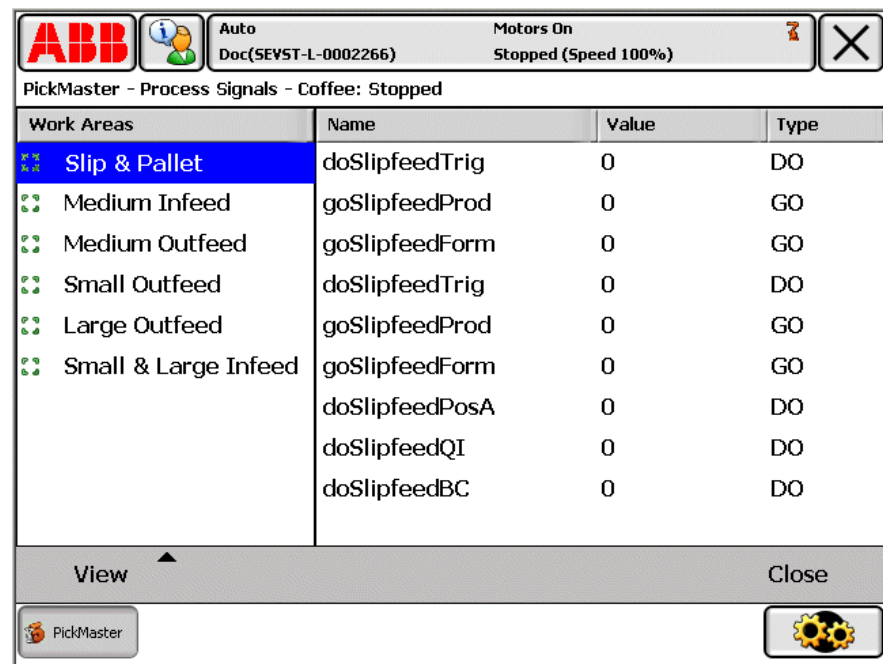 ABB
Auto
Doc(SEVST-L-0002266)
Motors On
Stopped (Speed 100%)
PickMaster - Process Signals - Coffee: Stopped
Work Areas
Name Value Type
Slip & Pallet
doSlipfeedTrig 0 DO
Medium Infeed
goSlipfeedProd 0 GO
Medium Outfeed
goSlipfeedForm 0 GO
Small Outfeed
doSlipfeedTrig 0 DO
Large Outfeed
goSlipfeedProd 0 GO
Small & Large Infeed
goSlipfeedForm 0 GO
doSlipfeedPosA 0 DO
doSlipfeedQI 0 DO
doSlipfeedBC 0 DO
View
Close
PickMaster